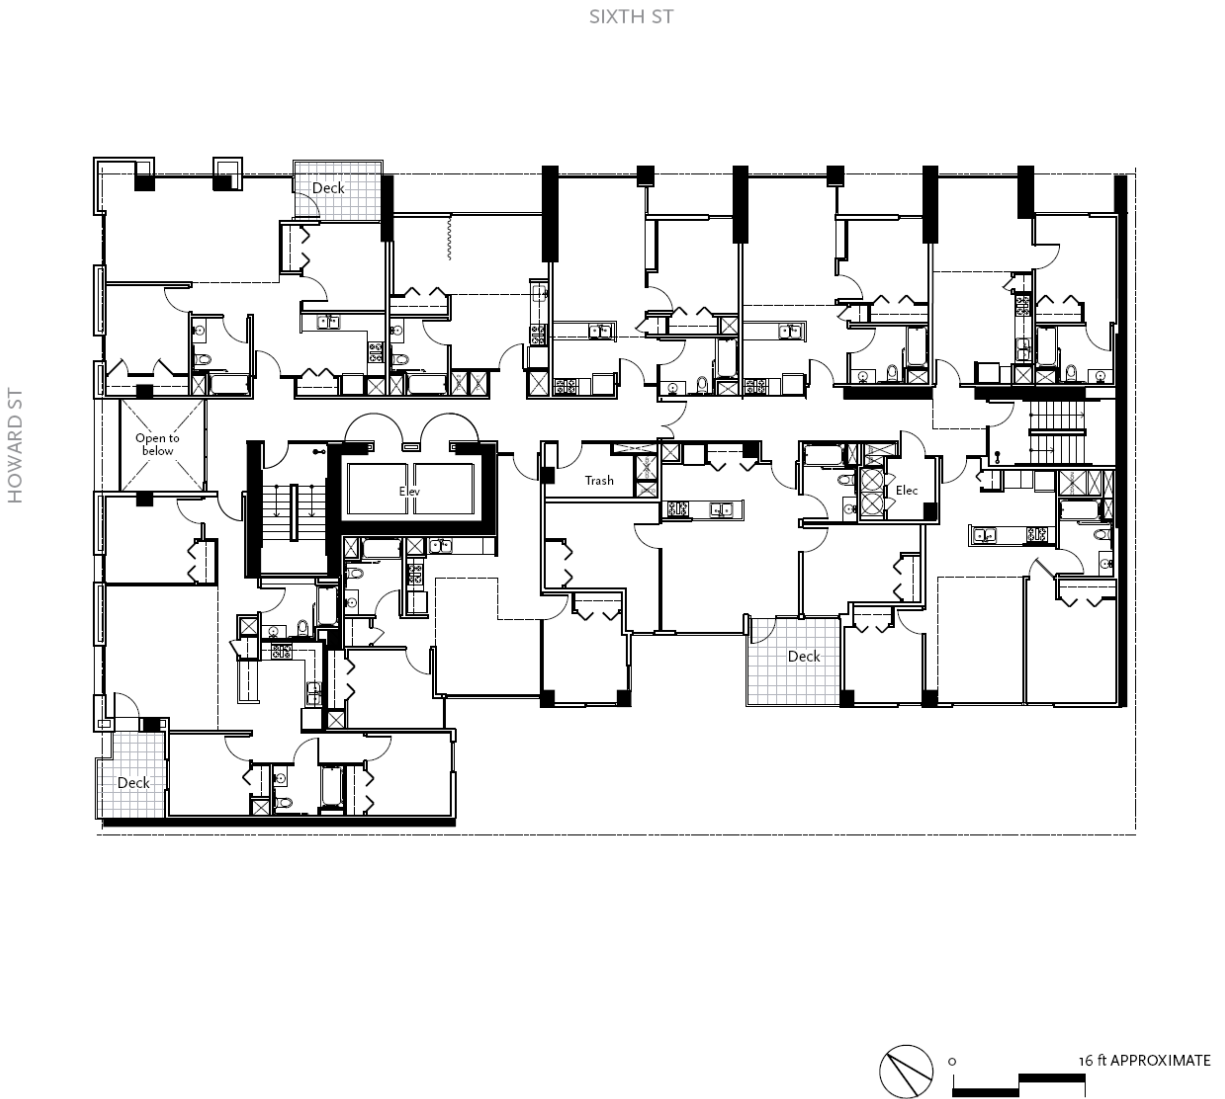 SIXTH ST
Deck
HOWARD ST
Open to
below
Elev
Trash
Elec
Deck
Deck
0 16 ft APPROXIMATE